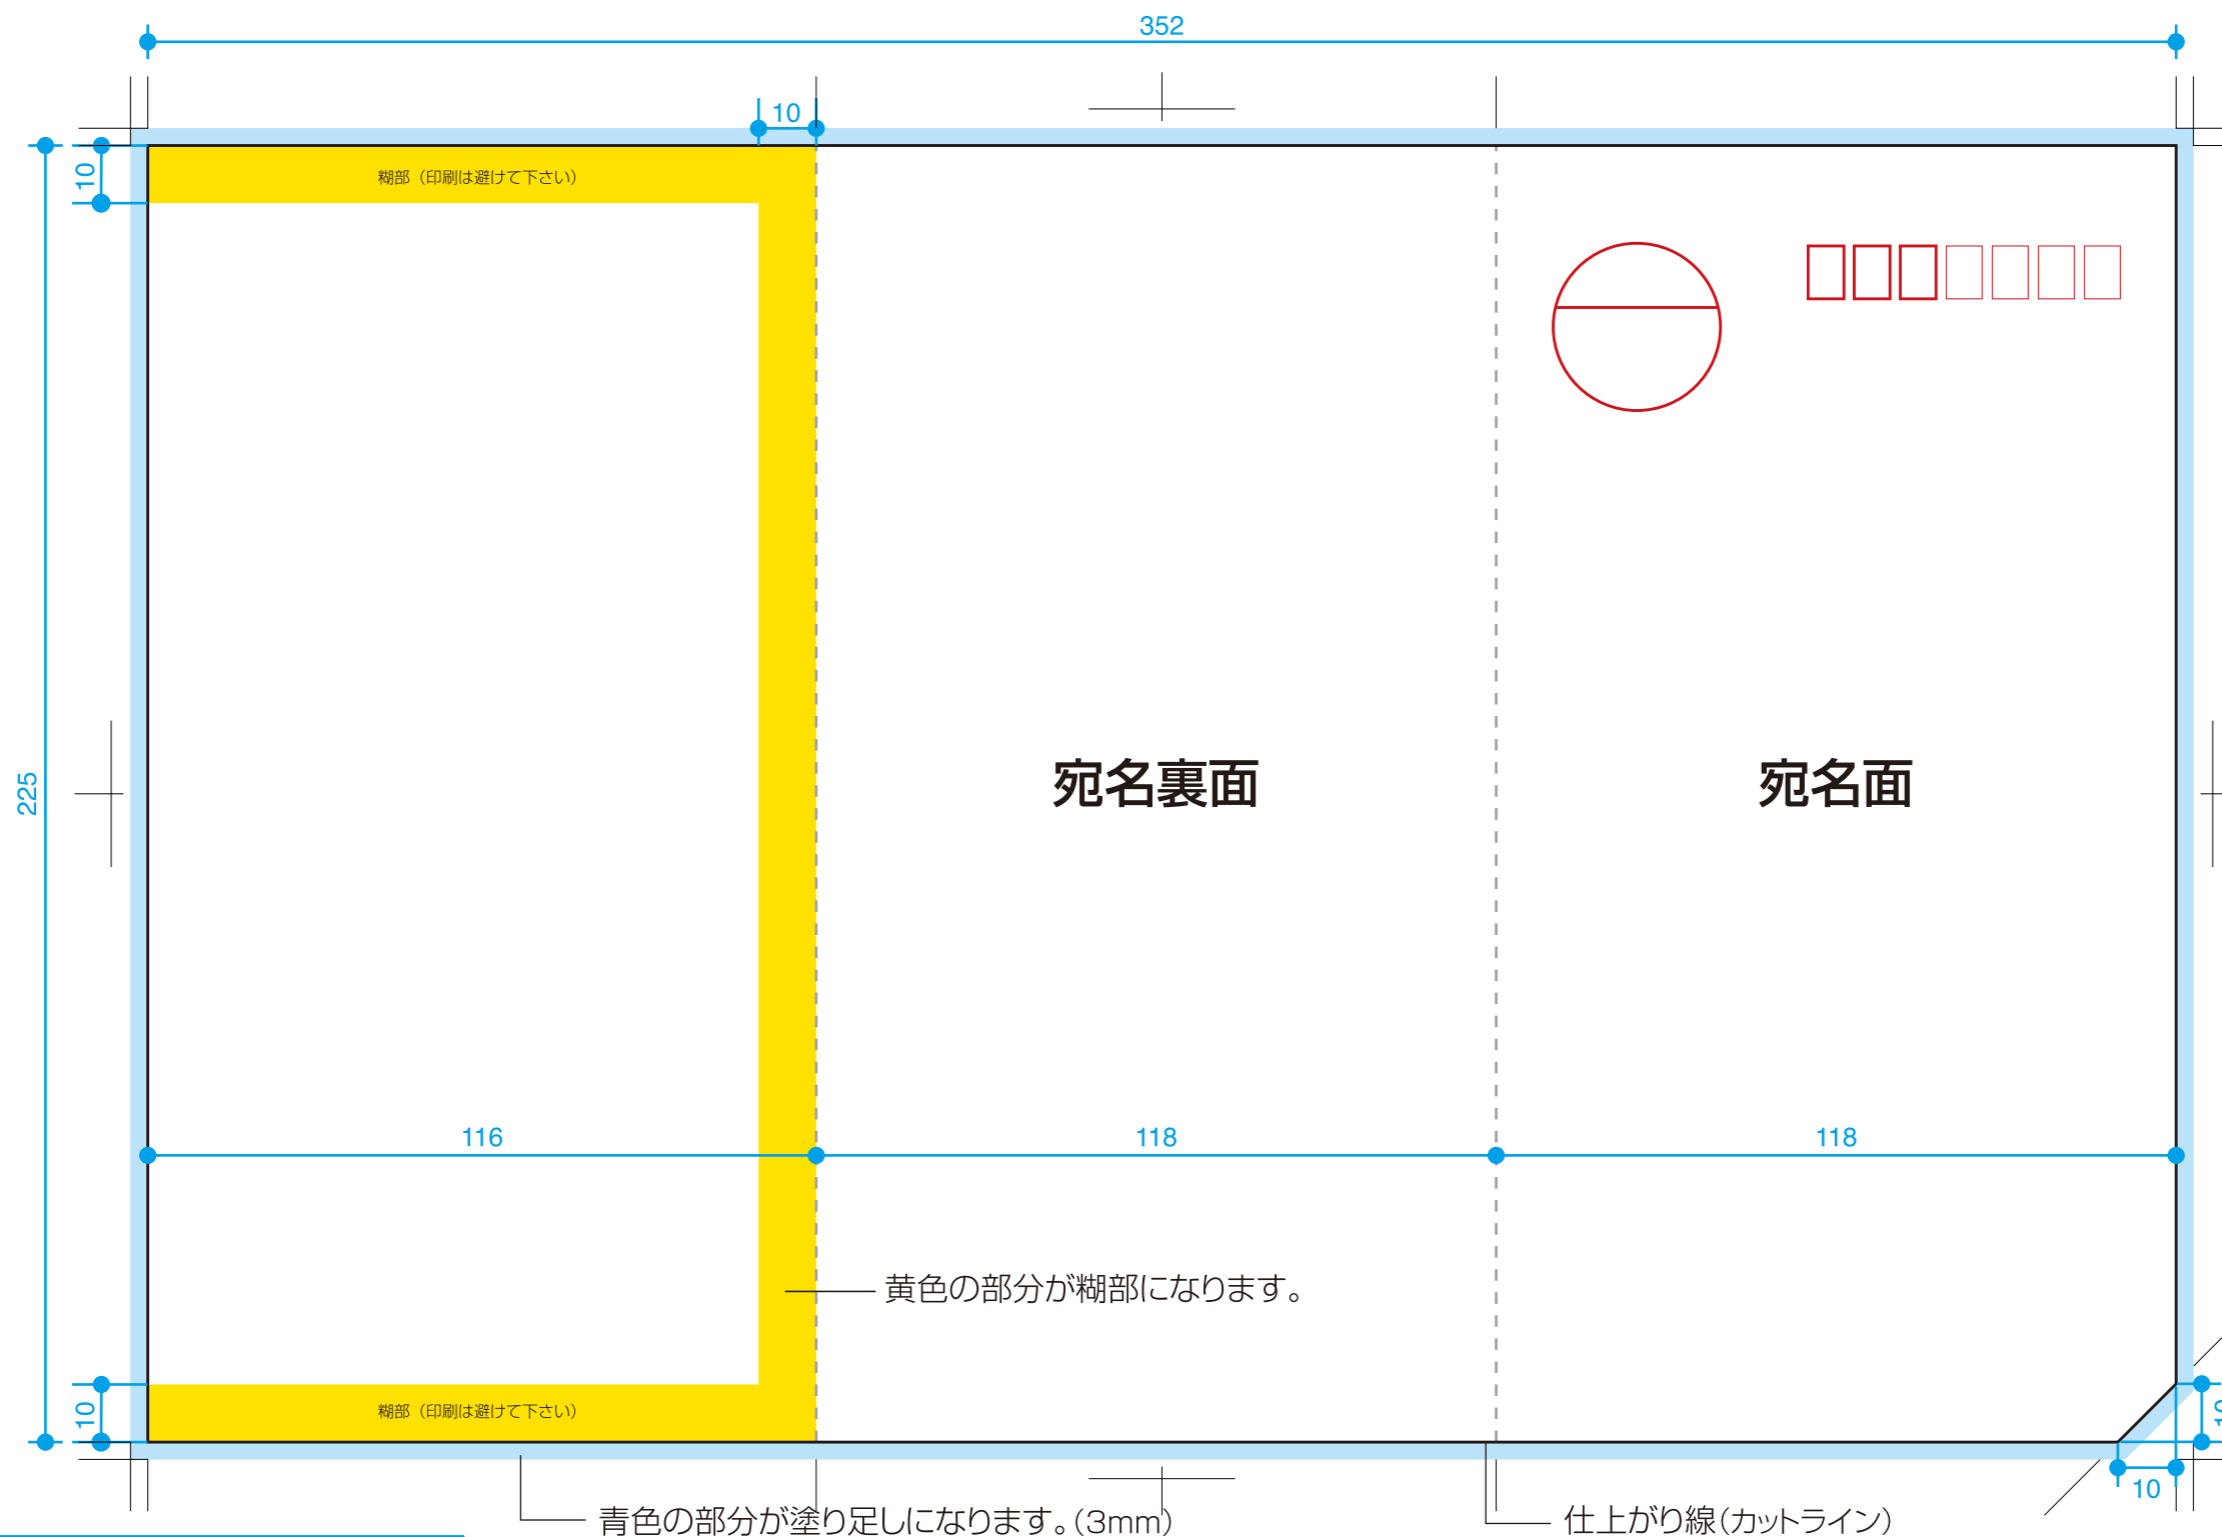 352
10
10
糊部（印刷は避けて下さい）
225
宛名裏面
宛名面
116
118
118
黄色の部分が糊部になります。
10
糊部（印刷は避けて下さい）
10
10
青色の部分が塗り足しになります。(3mm)
仕上がり線(カットライン)